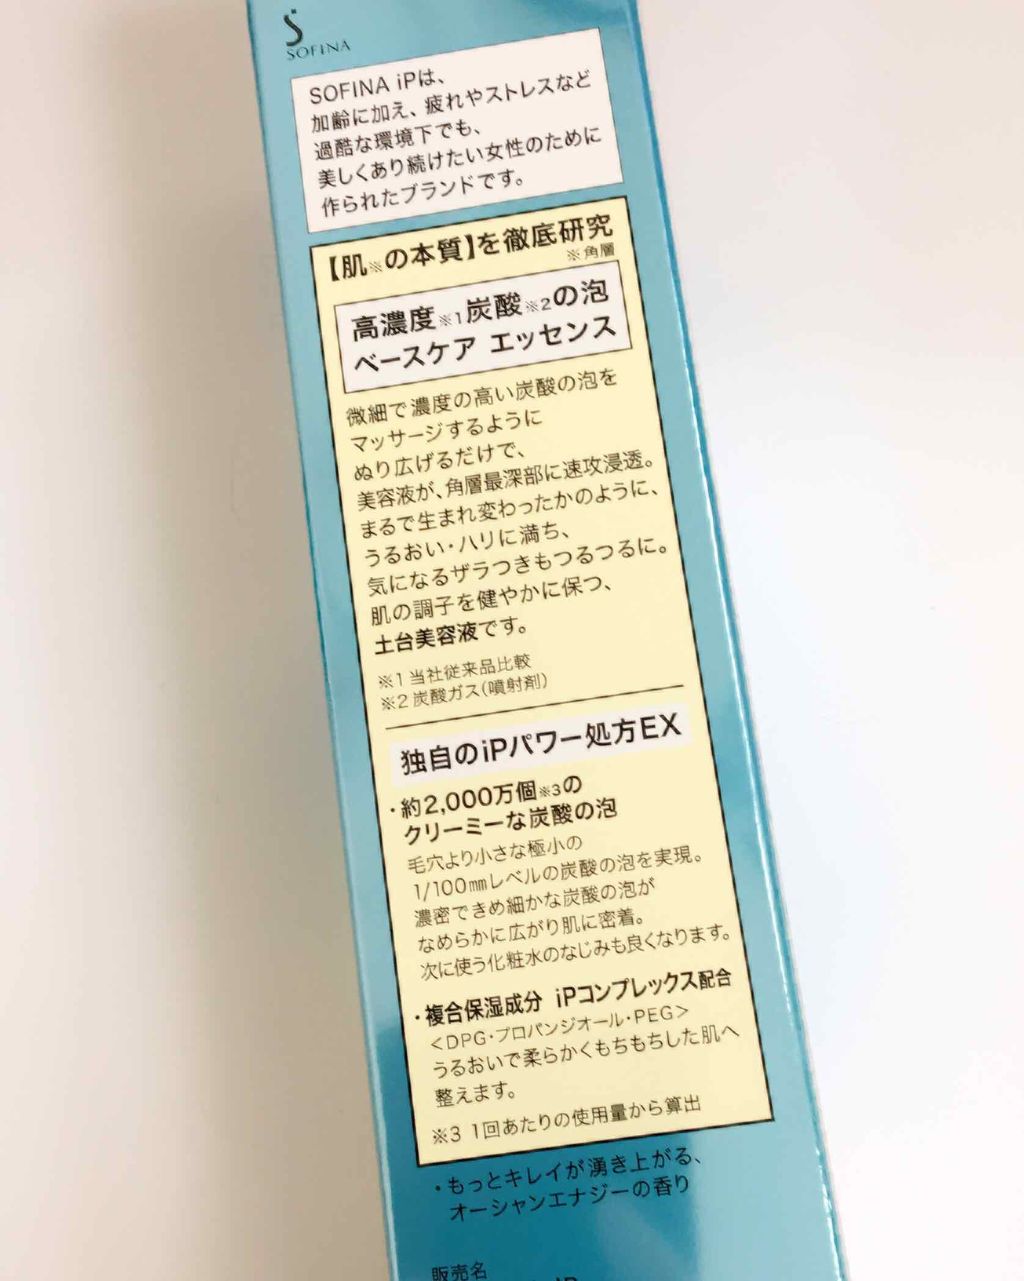 SOFINA
SOFINA iPは、
加齢に加え、疲れやストレスなど
過酷な環境下でも、
美しくあり続けたい女性のために
作られたブランドです。
【肌※の本質】を徹底研究
※角層
高濃度※1炭酸※2の泡
ベースケア エッセンス
微細で濃度の高い炭酸の泡を
マッサージするように
ぬり広げるだけで、
美容液が、角層最深部に速攻浸透。
まるで生まれ変わったかのように、
うるおい・ハリに満ち、
気になるザラつきもつるつるに。
肌の調子を健やかに保つ、
土台美容液です。
※1 当社従来品比較
※2 炭酸ガス(噴射剤)
独自のiPパワー処方EX
・約2,000万個※3の
クリーミーな炭酸の泡
毛穴より小さな極小の
1/100㎜レベルの炭酸の泡を実現。
濃密できめ細かな炭酸の泡が
なめらかに広がり肌に密着。
次に使う化粧水のなじみも良くなります。
・複合保湿成分 iPコンプレックス配合
<DPG・プロパンジオール・PEG>
うるおいで柔らかくもちもちした肌へ
整えます。
※3 1回あたりの使用量から算出
・もっとキレイが湧き上がる、
オーシャンエナジーの香り
販売名